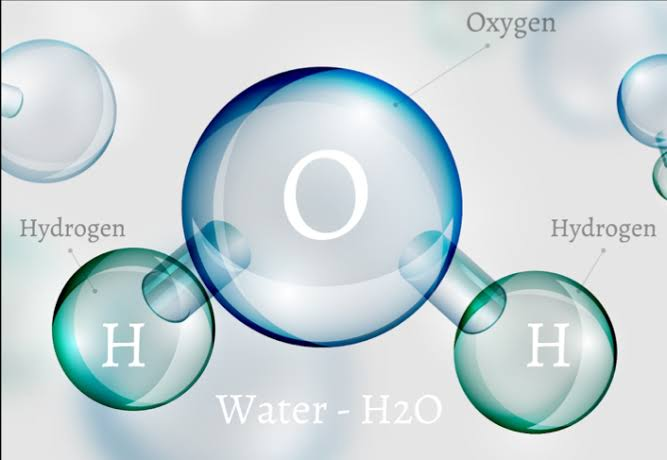 Oxygen
O
Hydrogen
Hydrogen
H
H
Water - H2O